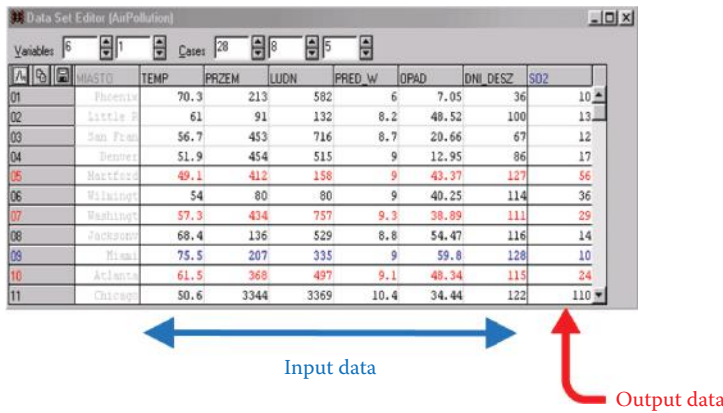 Data Set Editor (AirPollution)
Variables 6 1 Cases 28 8 5
MIASTO TEMP PRZEM LUDN PRED_W OPAD DNI_DESZ SO2
01 Phoenix 70.3 213 582 6 7.05 36 10
02 Little R 61 91 132 8.2 48.52 100 13
03 San Fran 56.7 453 716 8.7 20.66 67 12
04 Denver 51.9 454 515 9 12.95 86 17
05 Hartford 49.1 412 158 9 43.37 127 56
06 Wilmingt 54 80 80 9 40.25 114 36
07 Washingt 57.3 434 757 9.3 38.89 111 29
08 Jacksonv 68.4 136 529 8.8 54.47 116 14
09 Miami 75.5 207 335 9 59.8 128 10
10 Atlanta 61.5 368 497 9.1 48.34 115 24
11 Chicago 50.6 3344 3369 10.4 34.44 122 110
Input data
Output data